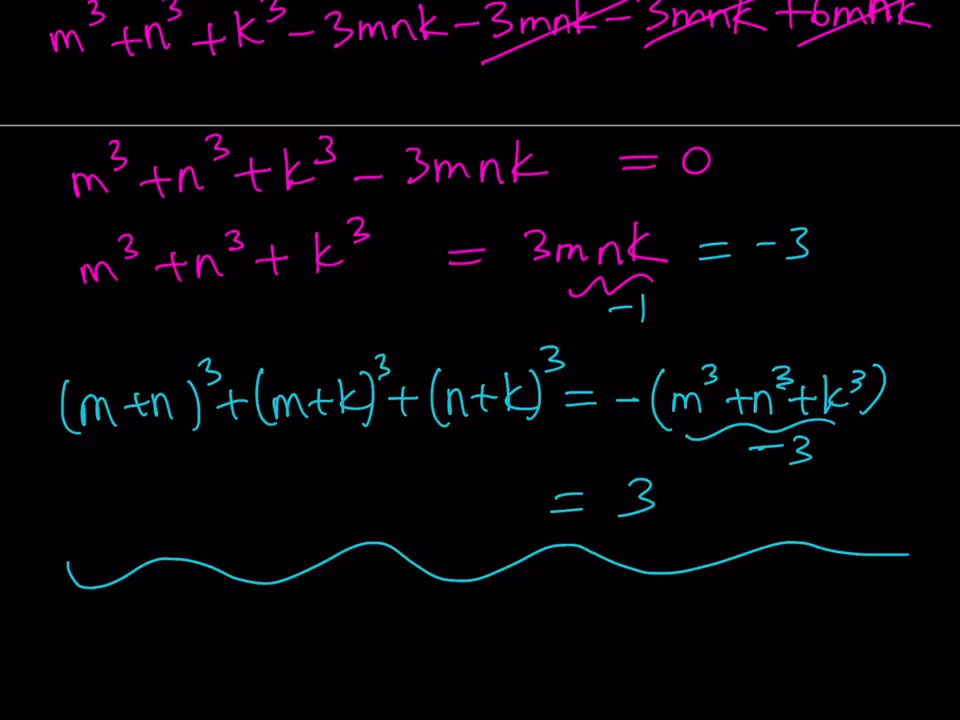 m³ + n³ + k³ - 3mnk - 3mnk - 3mnk + 6mnk
m³ + n³ + k³ - 3mnk = 0
m³ + n³ + k³ = 3mnk = -3
-1
(m+n)³ + (m+k)³ + (n+k)³ = -(m³ + n³ + k³)
-3
= 3